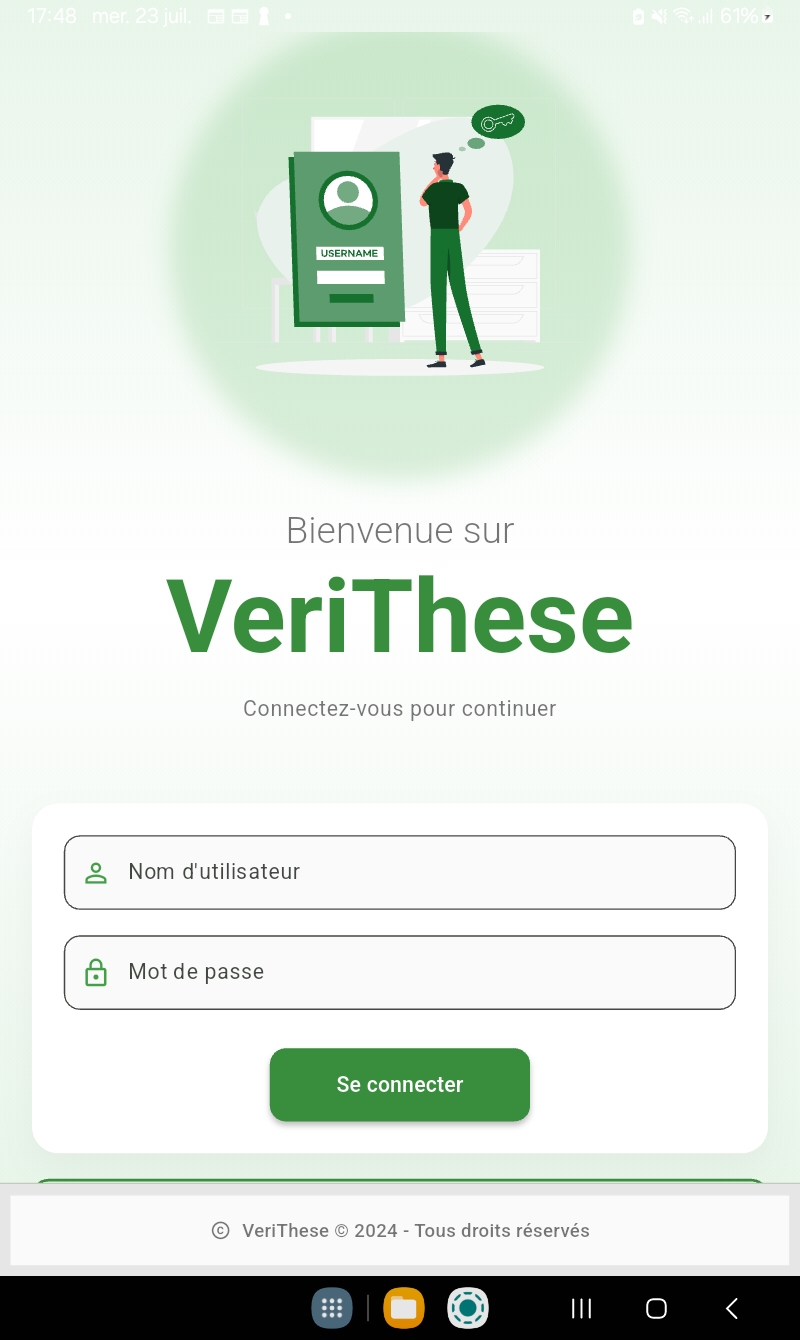 17:48 mer. 23 juil. 61%
USERNAME
Bienvenue sur
VeriThese
Connectez-vous pour continuer
Nom d'utilisateur
Mot de passe
Se connecter
VeriThese © 2024 - Tous droits réservés